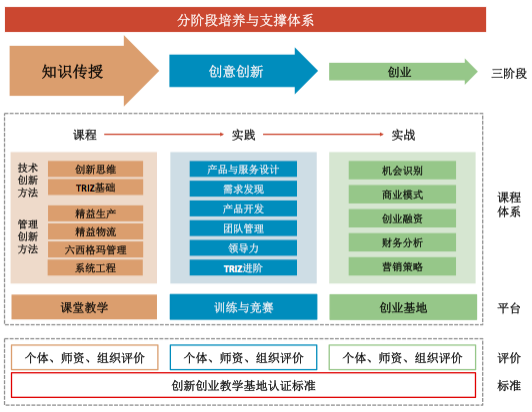 分阶段培养与支撑体系
知识传授
创意创新
创业
三阶段
课程
实践
实战
技术
创新
方法
创新思维
TRIZ基础
管理
创新
方法
精益生产
精益物流
六西格玛管理
系统工程
产品与服务设计
需求发现
产品开发
团队管理
领导力
TRIZ进阶
机会识别
商业模式
创业融资
财务分析
营销策略
课程
体系
课堂教学
训练与竞赛
创业基地
平台
个体、师资、组织评价
个体、师资、组织评价
个体、师资、组织评价
评价
创新创业教学基地认证标准
标准